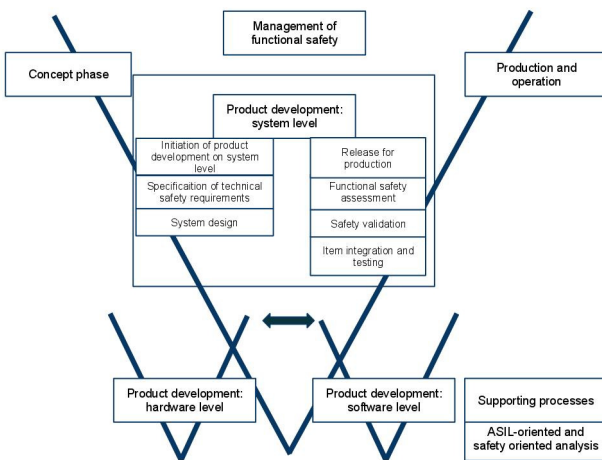 Management of
functional safety
Concept phase
Production and
operation
Product development:
system level
Initiation of product
development on system
level
Specification of technical
safety requirements
System design
Release for
production
Functional safety
assessment
Safety validation
Item integration and
testing
Product development:
hardware level
Product development:
software level
Supporting processes
ASIL-oriented and
safety oriented analysis